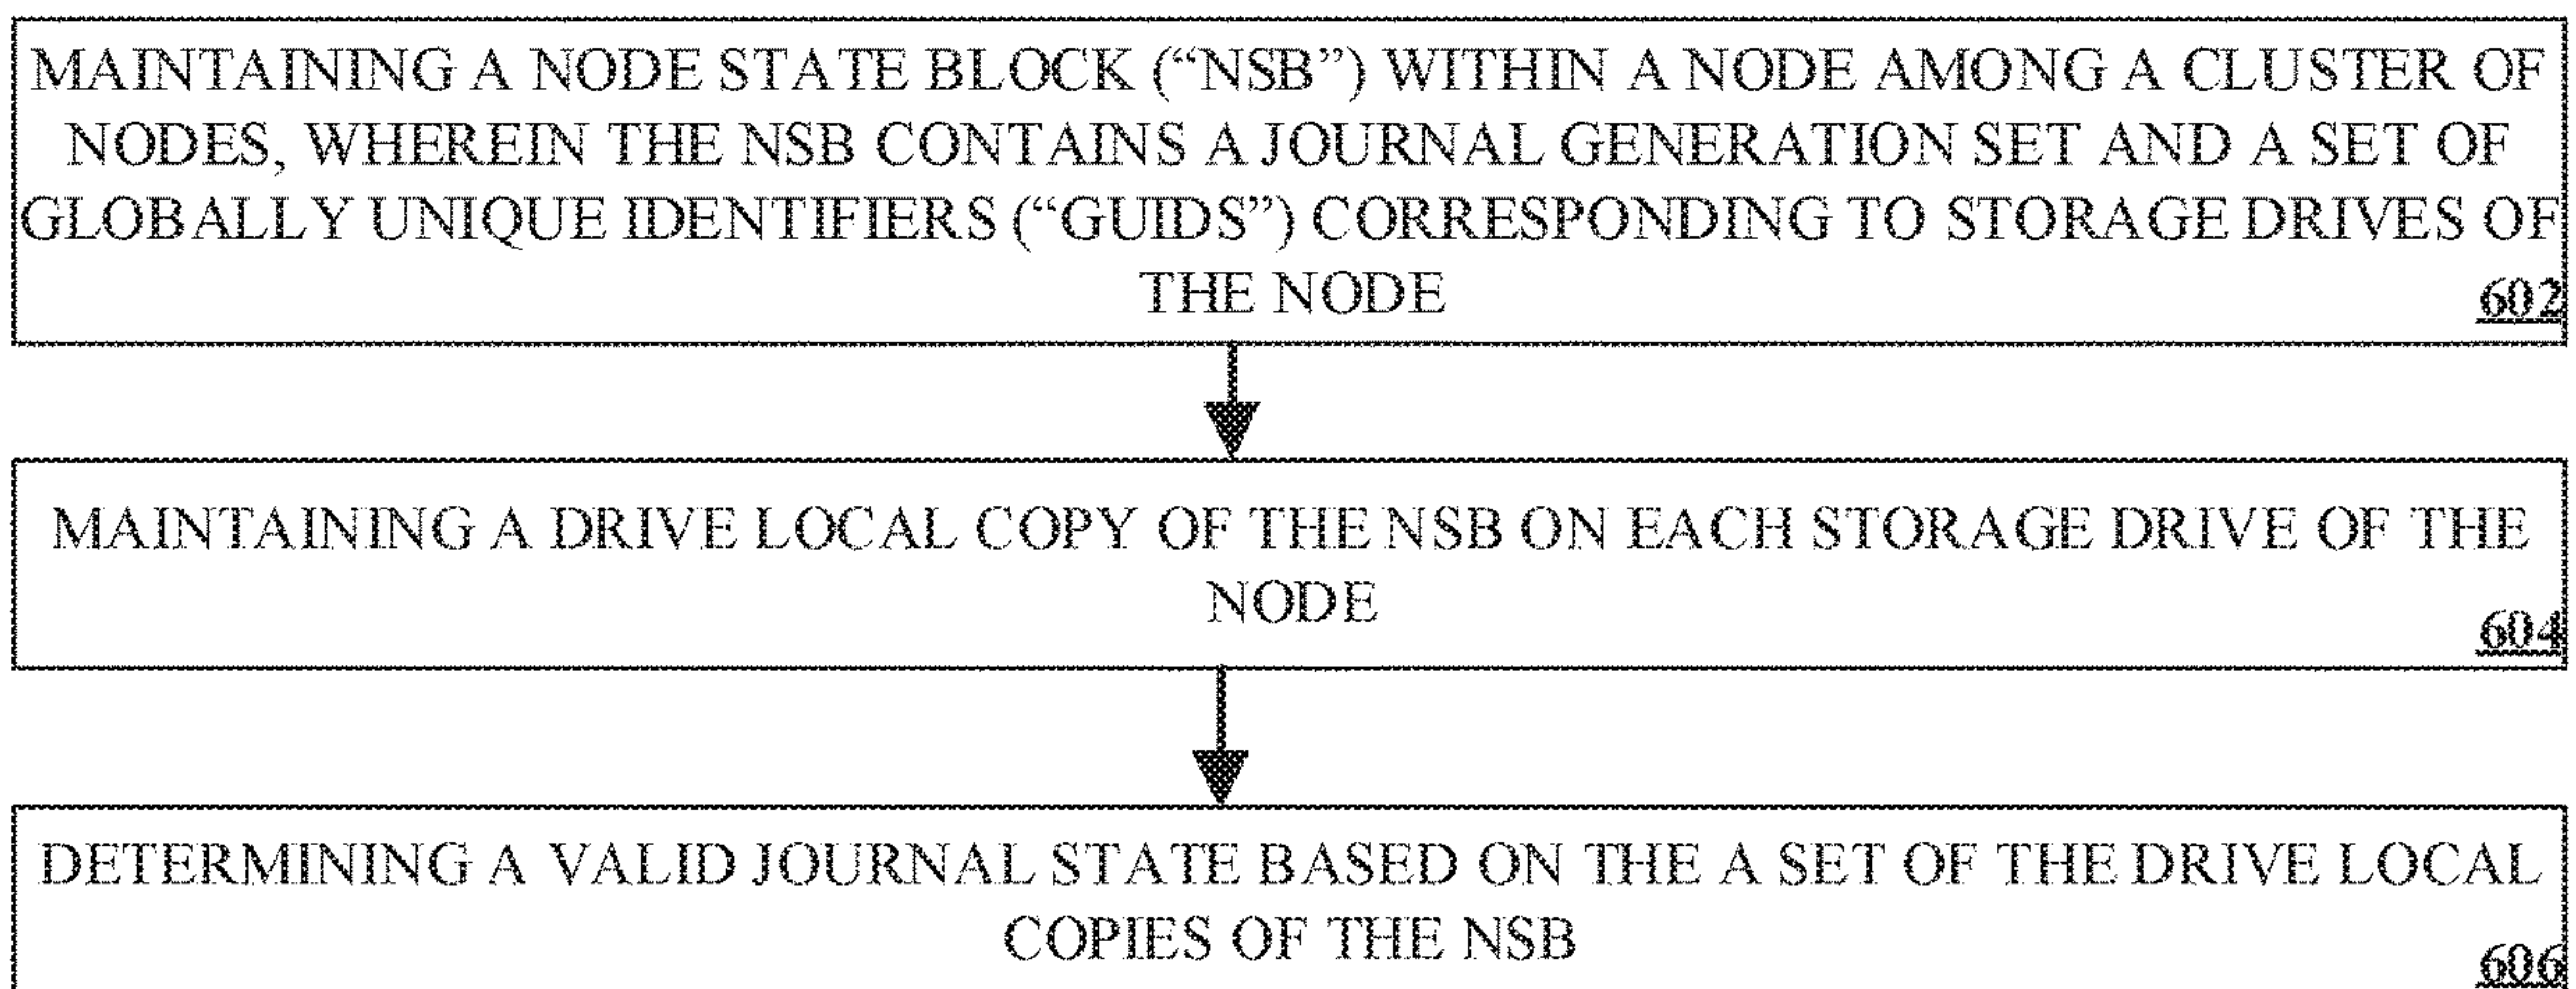 MAINTAINING A NODE STATE BLOCK (“NSB”) WITHIN A NODE AMONG A CLUSTER OF
NODES, WHEREIN THE NSB CONTAINS A JOURNAL GENERATION SET AND A SET OF
GLOBALLY UNIQUE IDENTIFIERS (“GUIDS”) CORRESPONDING TO STORAGE DRIVES OF
THE NODE
602
MAINTAINING A DRIVE LOCAL COPY OF THE NSB ON EACH STORAGE DRIVE OF THE
NODE
604
DETERMINING A VALID JOURNAL STATE BASED ON THE A SET OF THE DRIVE LOCAL
COPIES OF THE NSB
606